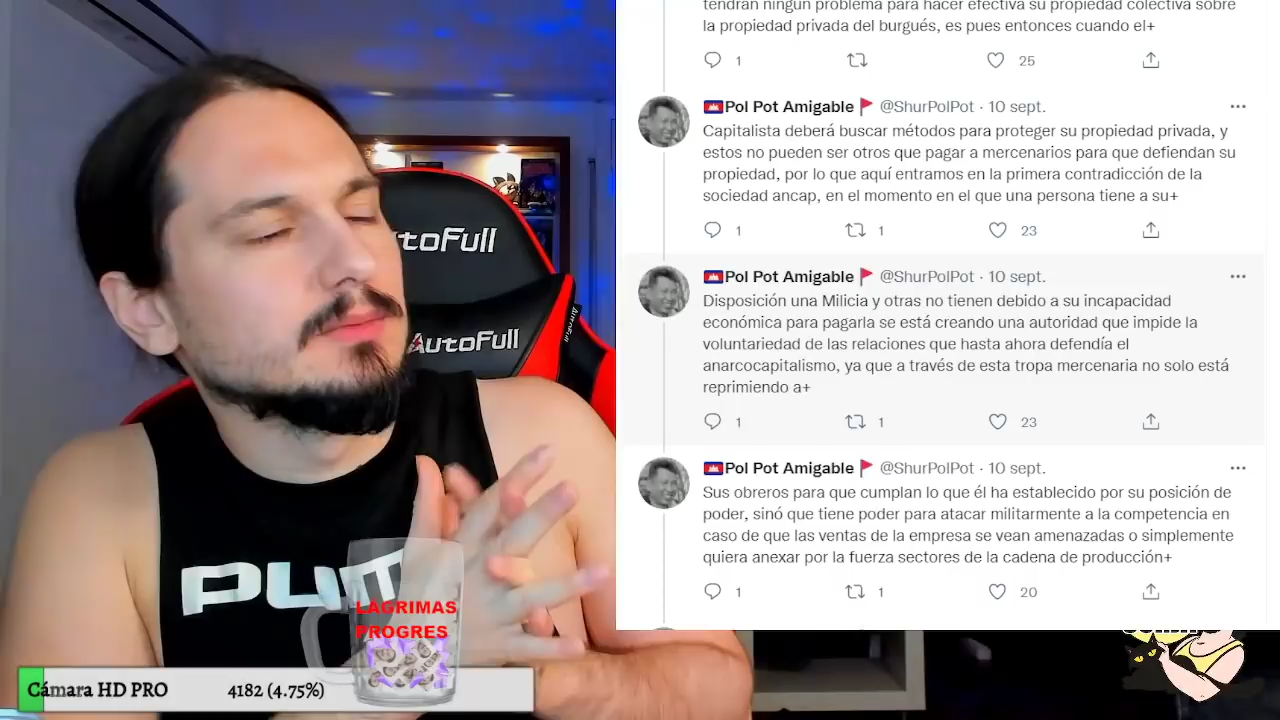 tendrán ningún problema para hacer efectiva su propiedad colectiva sobre
la propiedad privada del burgués, es pues entonces cuando el+
1
25
Pol Pot Amigable @ShurPolPot · 10 sept.
Capitalista deberá buscar métodos para proteger su propiedad privada, y
estos no pueden ser otros que pagar a mercenarios para que defiendan su
propiedad, por lo que aquí entramos en la primera contradicción de la
sociedad ancap, en el momento en el que una persona tiene a su+
1
1
23
Pol Pot Amigable @ShurPolPot · 10 sept.
Disposición una Milicia y otras no tienen debido a su incapacidad
económica para pagarla se está creando una autoridad que impide la
voluntariedad de las relaciones que hasta ahora defendía el
anarcocapitalismo, ya que a través de esta tropa mercenaria no solo está
reprimiendo a+
1
1
23
Pol Pot Amigable @ShurPolPot · 10 sept.
Sus obreros para que cumplan lo que él ha establecido por su posición de
poder, sinó que tiene poder para atacar militarmente a la competencia en
caso de que las ventas de la empresa se vean amenazadas o simplemente
quiera anexar por la fuerza sectores de la cadena de producción+
1
1
20
toFull
AutoFull
AutoFull
LAGRIMAS
PROGRES
Cámara HD PRO
4182 (4.75%)